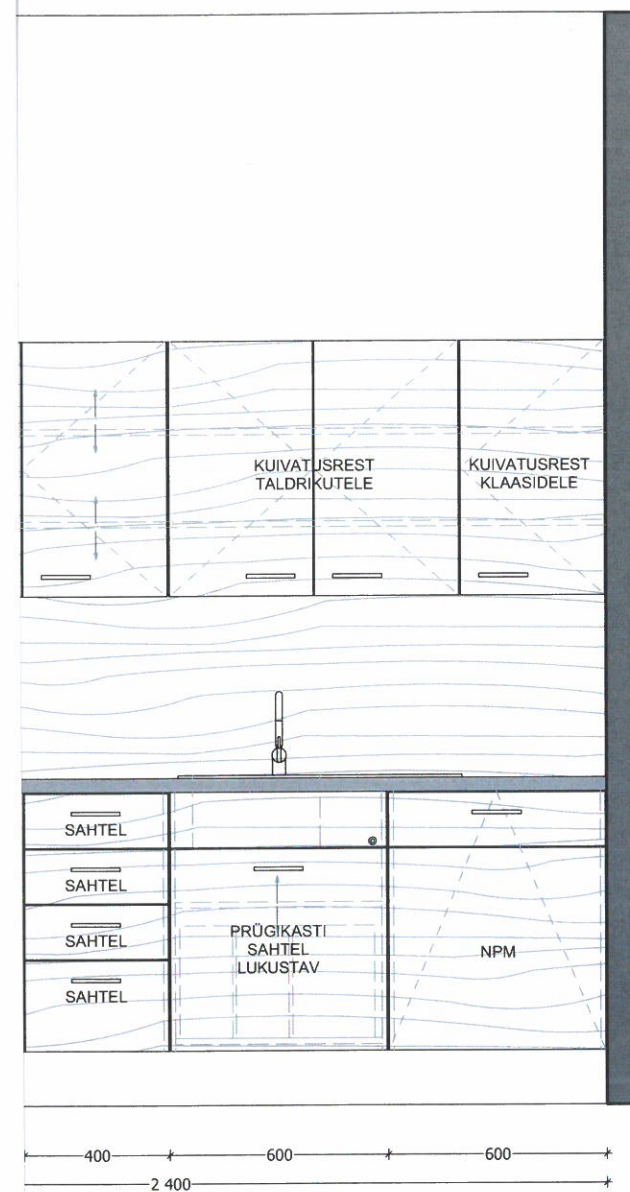 KUIVATUSREST
TALDRIKUTELE
KUIVATUSREST
KLAASIDELE
SAHTEL
SAHTEL
SAHTEL
SAHTEL
PRÜGIKASTI
SAHTEL
LUKUSTAV
NPM
400
600
600
2 400